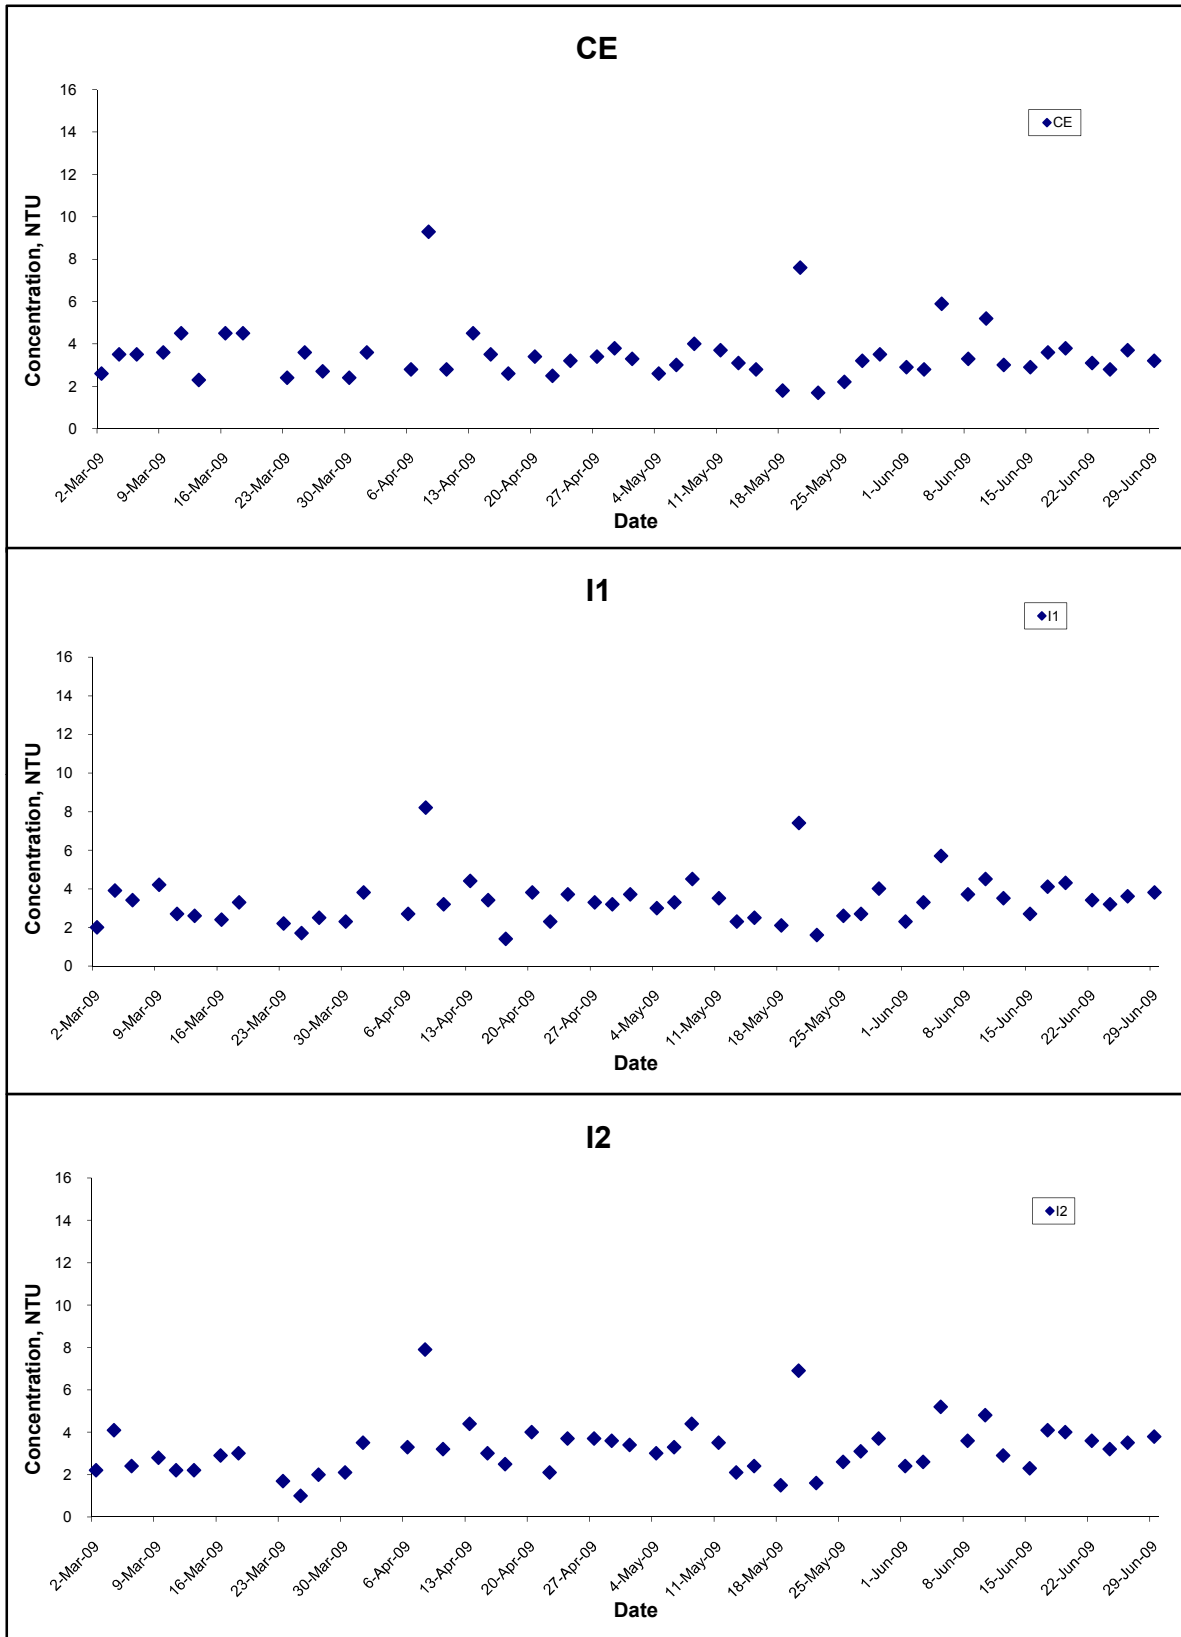 CE
16
14
12
10
8
6
4
2
0
Concentration, NTU
CE
2-Mar-09
9-Mar-09
16-Mar-09
23-Mar-09
30-Mar-09
6-Apr-09
13-Apr-09
20-Apr-09
27-Apr-09
4-May-09
11-May-09
18-May-09
25-May-09
1-Jun-09
8-Jun-09
15-Jun-09
22-Jun-09
29-Jun-09
Date
I1
I1
16
14
12
10
8
6
4
2
0
Concentration, NTU
2-Mar-09
9-Mar-09
16-Mar-09
23-Mar-09
30-Mar-09
6-Apr-09
13-Apr-09
20-Apr-09
27-Apr-09
4-May-09
11-May-09
18-May-09
25-May-09
1-Jun-09
8-Jun-09
15-Jun-09
22-Jun-09
29-Jun-09
Date
I2
16
14
12
10
8
6
4
2
0
Concentration, NTU
I2
2-Mar-09
9-Mar-09
16-Mar-09
23-Mar-09
30-Mar-09
6-Apr-09
13-Apr-09
20-Apr-09
27-Apr-09
4-May-09
11-May-09
18-May-09
25-May-09
1-Jun-09
8-Jun-09
15-Jun-09
22-Jun-09
29-Jun-09
Date